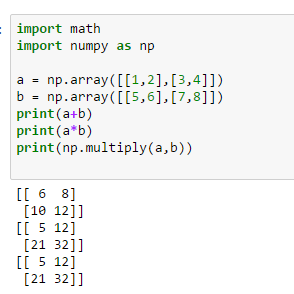 import math
import numpy as np

a = np.array([[1,2],[3,4]])
b = np.array([[5,6],[7,8]])
print(a+b)
print(a*b)
print(np.multiply(a,b))

[[ 6  8]
 [10 12]]
[[ 5 12]
 [21 32]]
[[ 5 12]
 [21 32]]